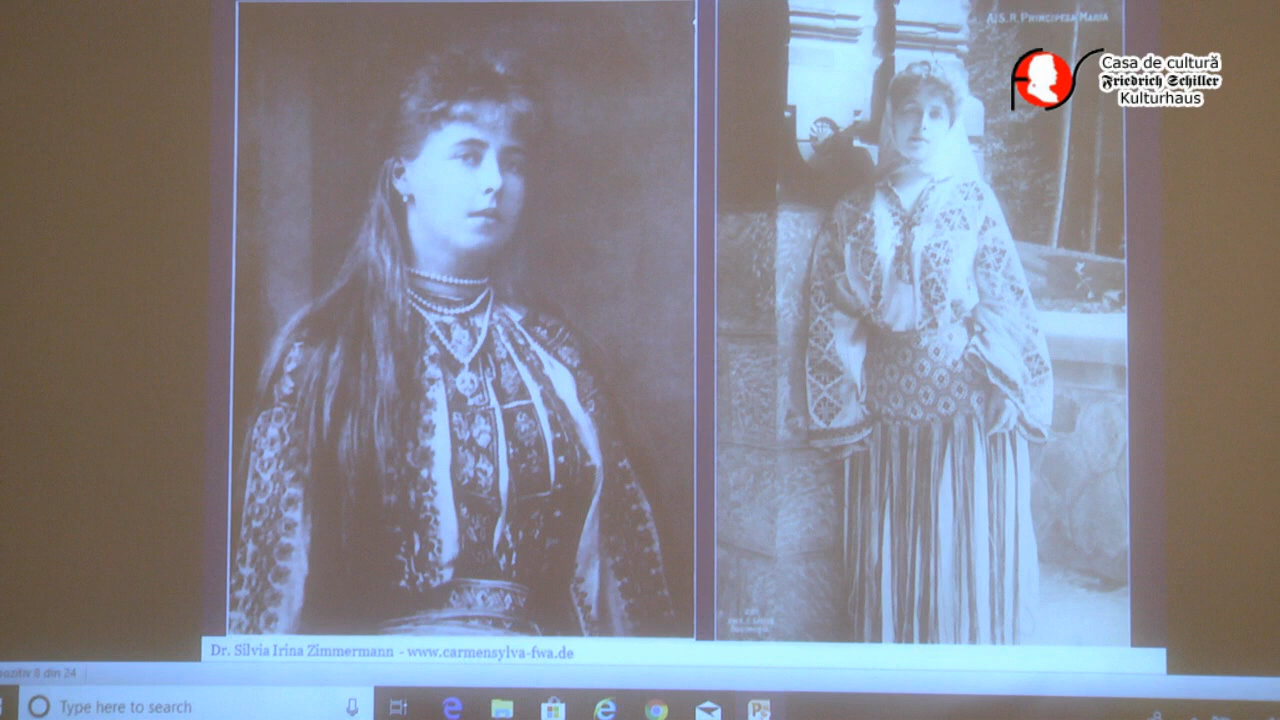 A.S.R. PRINCIPESA MARIA
Casa de cultură
Friedrich Schiller
Kulturhaus
Dr. Silvia Irina Zimmermann - www.carmensylva-fwa.de
8 din 24
Type here to search